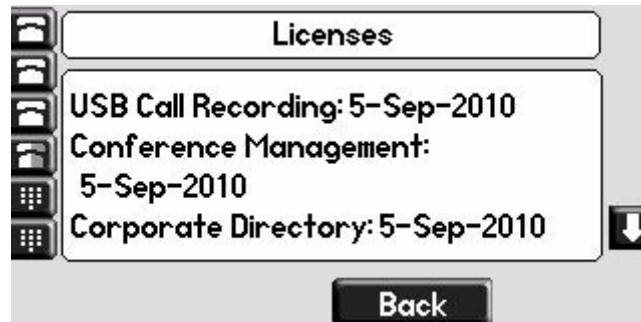 Licenses
USB Call Recording: 5-Sep-2010
Conference Management:
5-Sep-2010
Corporate Directory: 5-Sep-2010
Back